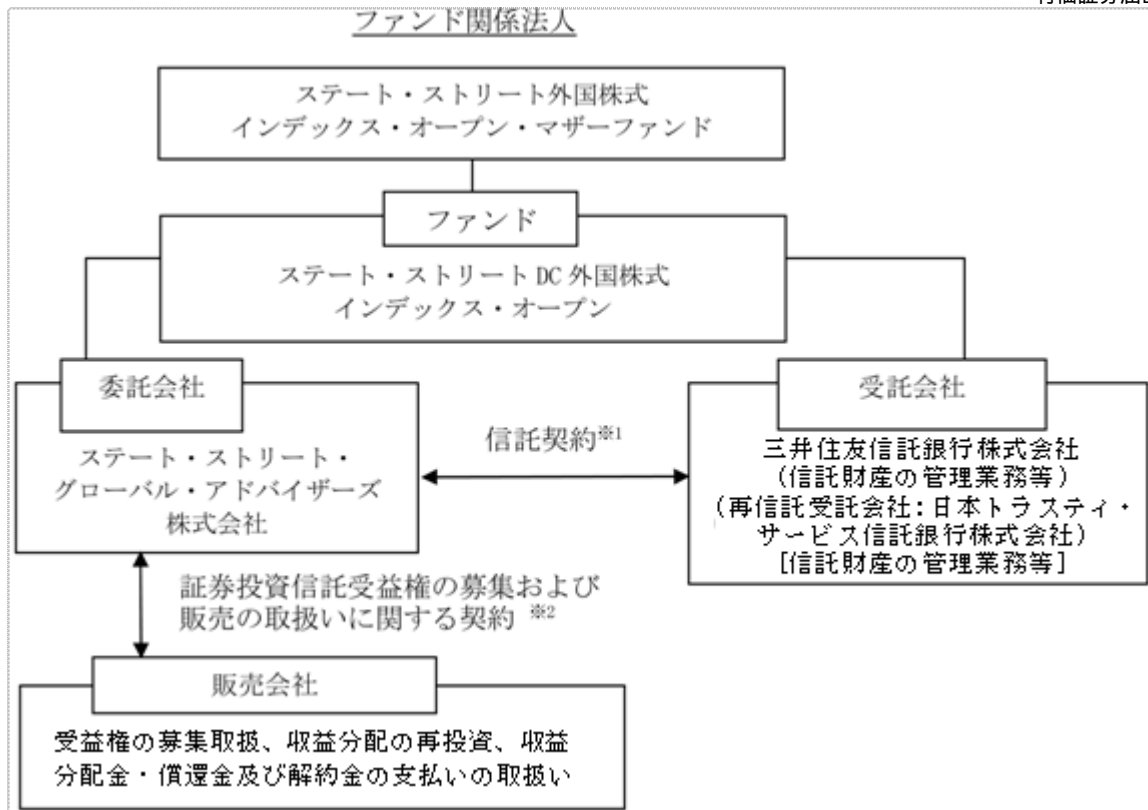 ファンド関係法人
ステート・ストリート外国株式
インデックス・オープン・マザーファンド
ファンド
ステート・ストリート DC 外国株式
インデックス・オープン
委託会社
ステート・ストリート・
グローバル・アドバイザーズ
株式会社
信託契約※1
受託会社
三井住友信託銀行株式会社
(信託財産の管理業務等)
(再信託受託会社:日本トラスティ・
サービス信託銀行株式会社)
[信託財産の管理業務等]
証券投資信託受益権の募集および
販売の取扱いに関する契約 ※2
販売会社
受益権の募集取扱、収益分配の再投資、収益
分配金・償還金及び解約金の支払いの取扱い